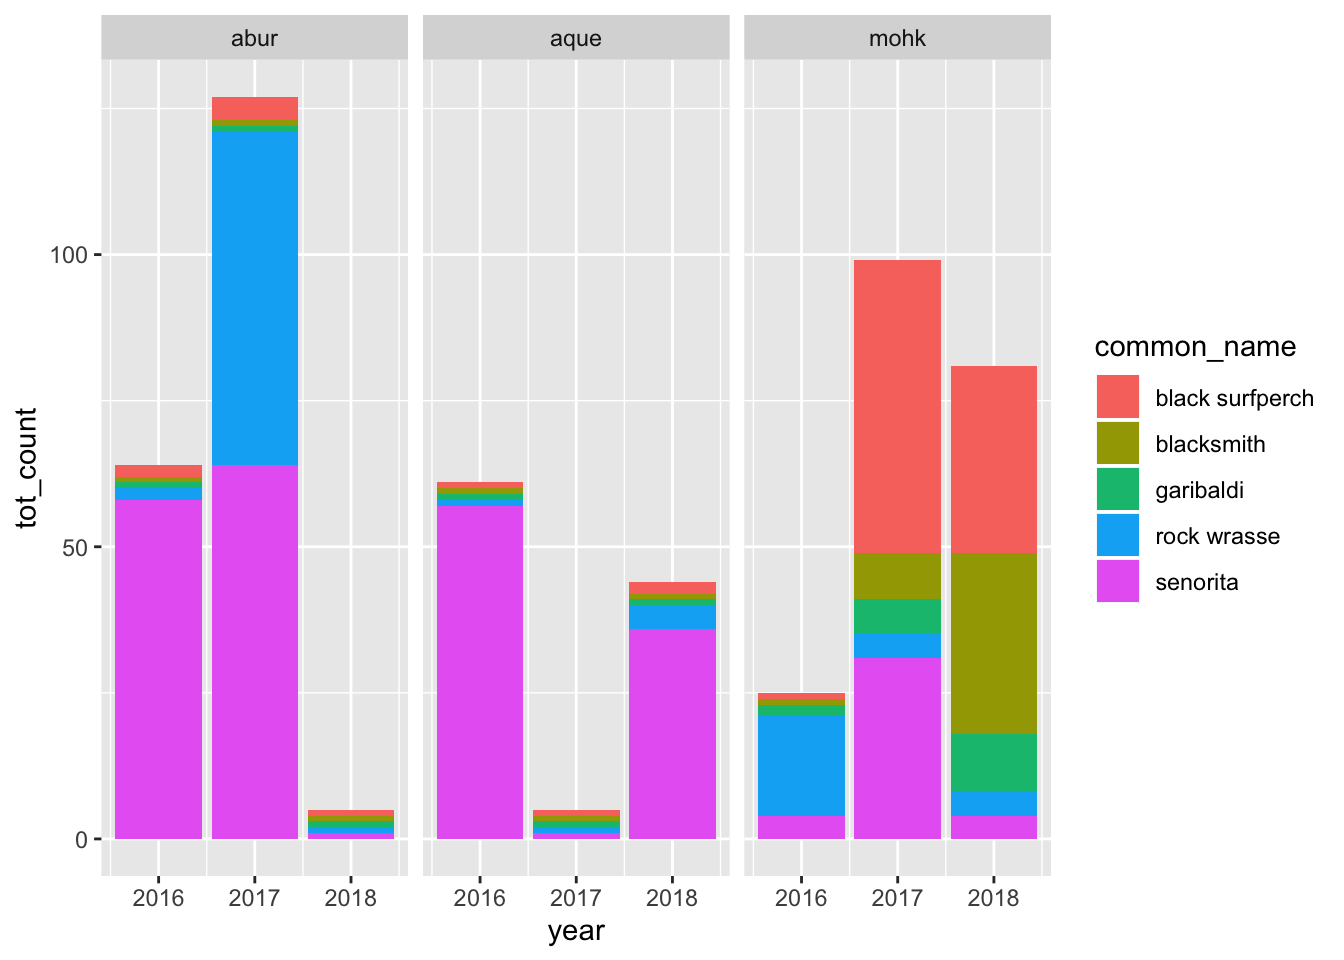 abur aque mohk
100
50
0
tot_count
2016 2017 2018 2016 2017 2018 2016 2017 2018
year
common_name
black surfperch
blacksmith
garibaldi
rock wrasse
senorita